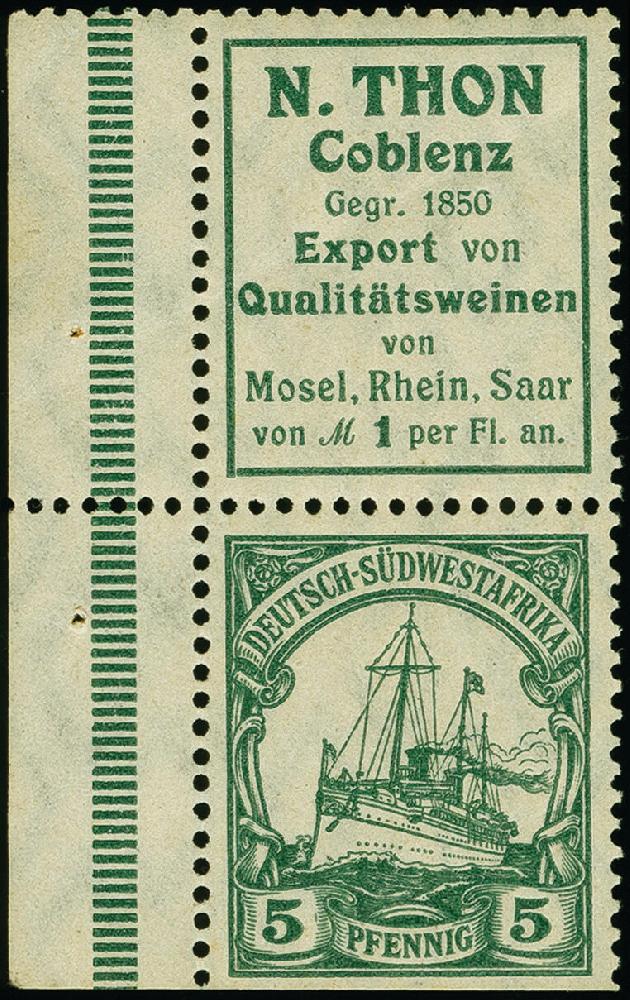 N. THON
Coblenz
Gegr. 1850
Export von
Qualitätsweinen
von
Mosel, Rhein, Saar
von M 1 per Fl. an.
DEUTSCH-SÜDWESTAFRIKA
5 PFENNIG 5